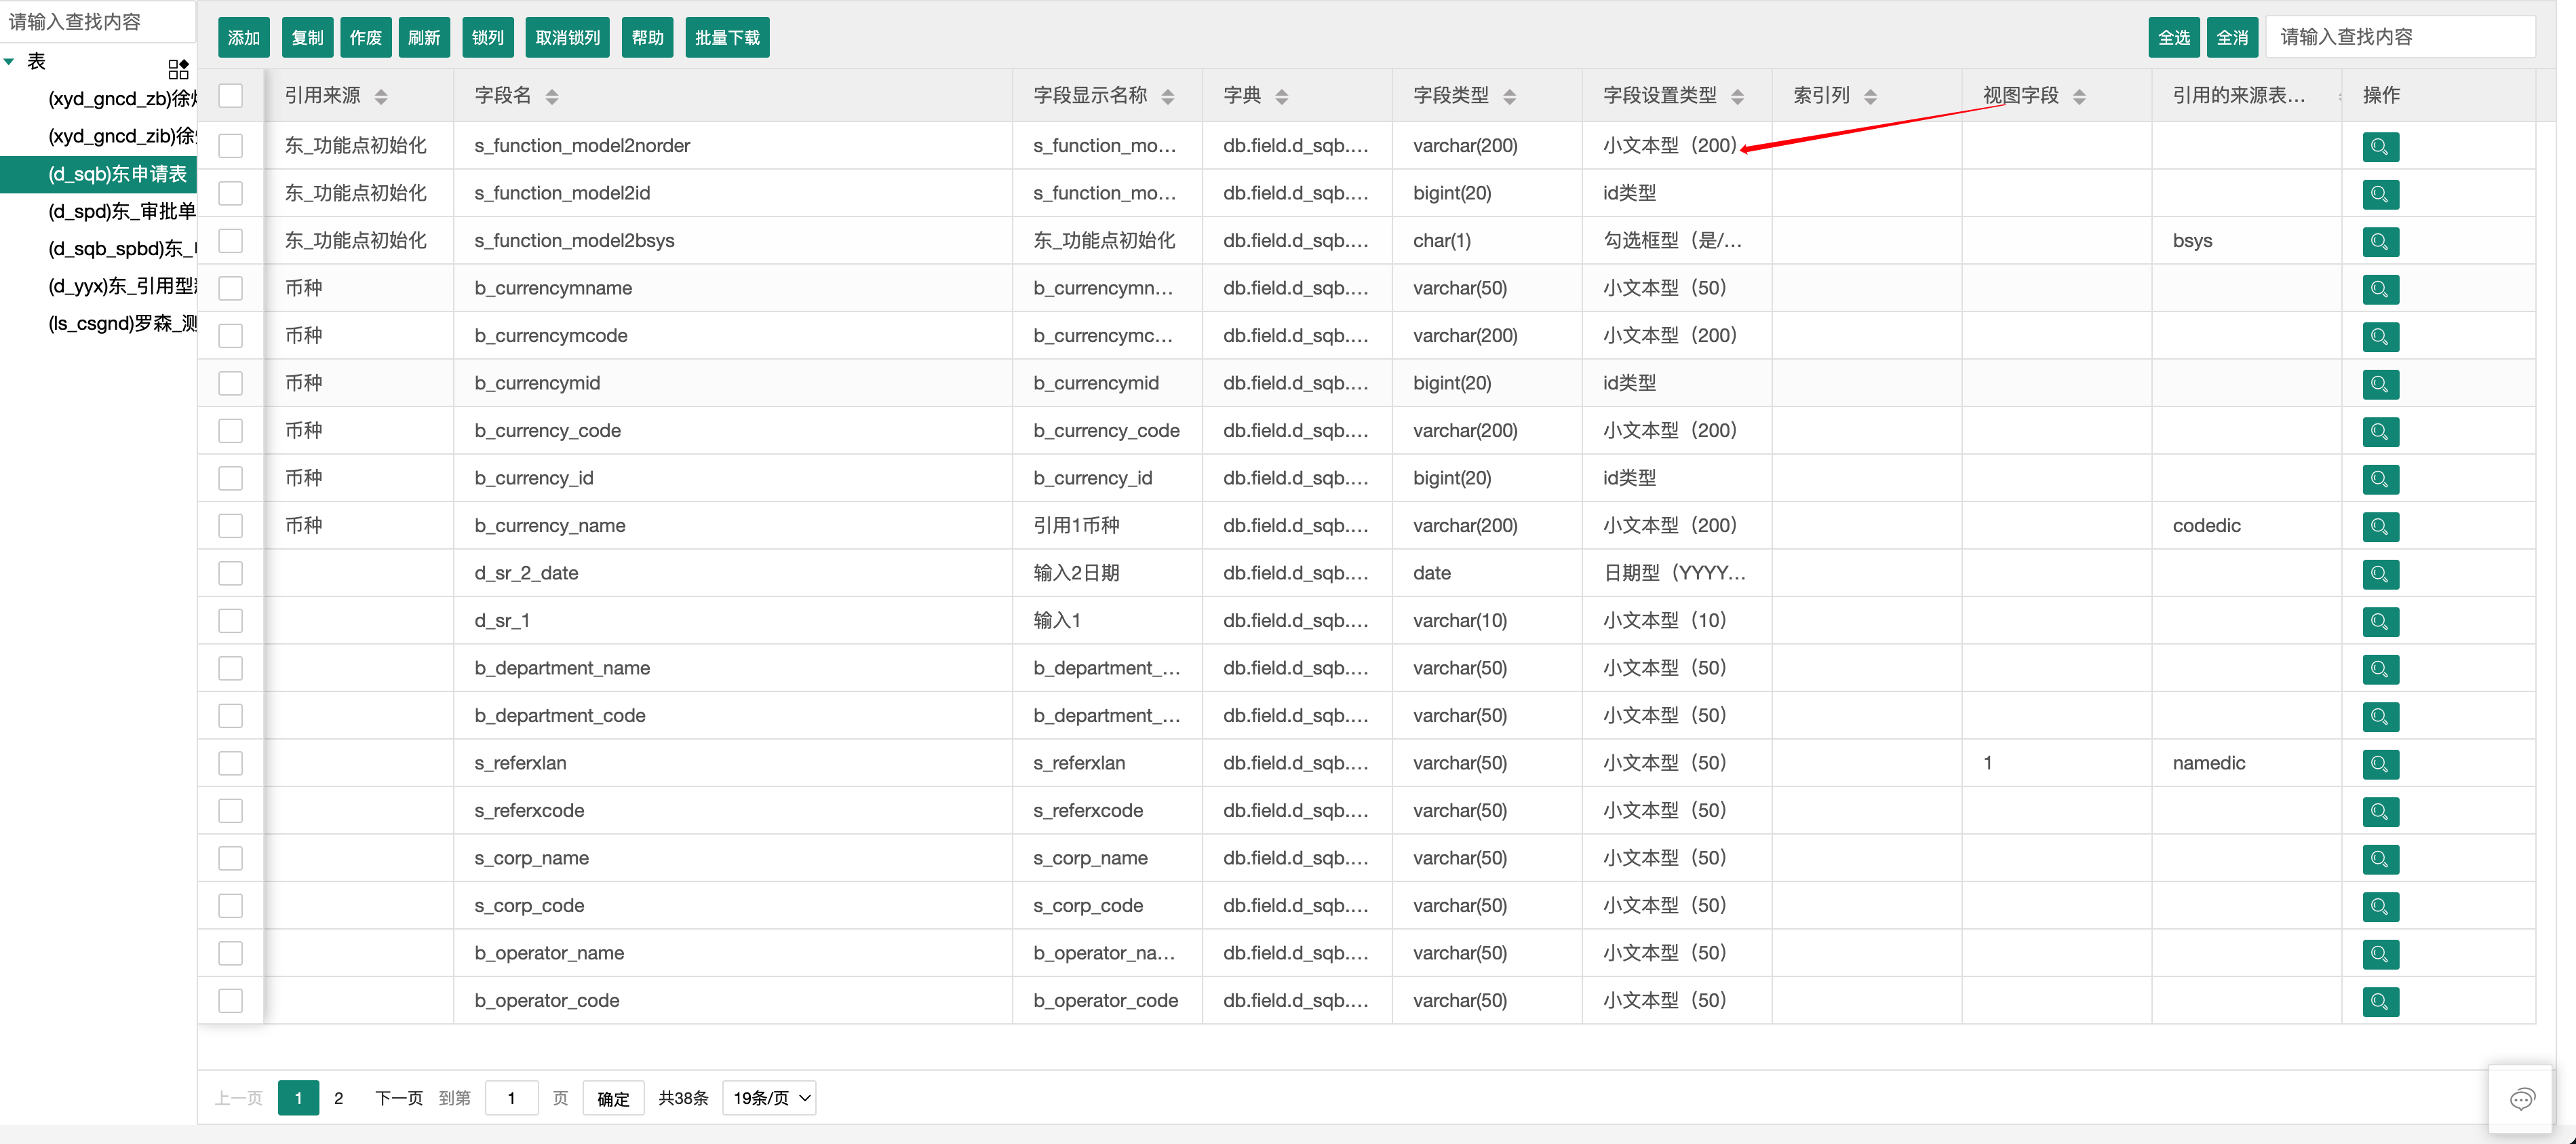 请输入查找内容
表
(xyd_gncd_zb)徐
(xyd_gncd_zib)徐
(d_sqb)东申请表
(d_spd)东_审批单
(d_sqb_spbd)东_
(d_yyx)东_引用型
(ls_csgnd)罗森_测
添加 复制 作废 刷新 锁列 取消锁列 帮助 批量下载 全选 全消 请输入查找内容
引用来源 字段名 字段显示名称 字典 字段类型 字段设置类型 索引列 视图字段 引用的来源表... 操作
东_功能点初始化 s_function_model2norder s_function_mo... db.field.d_sqb.... varchar(200) 小文本型（200）
东_功能点初始化 s_function_model2id s_function_mo... db.field.d_sqb.... bigint(20) id类型
东_功能点初始化 s_function_model2bsys 东_功能点初始化 db.field.d_sqb.... char(1) 勾选框型（是/... bsys
币种 b_currencymname b_currencymn... db.field.d_sqb.... varchar(50) 小文本型（50）
币种 b_currencymcode b_currencymc... db.field.d_sqb.... varchar(200) 小文本型（200）
币种 b_currencymid b_currencymid db.field.d_sqb.... bigint(20) id类型
币种 b_currency_code b_currency_code db.field.d_sqb.... varchar(200) 小文本型（200）
币种 b_currency_id b_currency_id db.field.d_sqb.... bigint(20) id类型
币种 b_currency_name 引用1币种 db.field.d_sqb.... varchar(200) 小文本型（200） codedic
d_sr_2_date 输入2日期 db.field.d_sqb.... date 日期型（YYYY...
d_sr_1 输入1 db.field.d_sqb.... varchar(10) 小文本型（10）
b_department_name b_department_... db.field.d_sqb.... varchar(50) 小文本型（50）
b_department_code b_department_... db.field.d_sqb.... varchar(50) 小文本型（50）
s_referxlan s_referxlan db.field.d_sqb.... varchar(50) 小文本型（50） 1 namedic
s_referxcode s_referxcode db.field.d_sqb.... varchar(50) 小文本型（50）
s_corp_name s_corp_name db.field.d_sqb.... varchar(50) 小文本型（50）
s_corp_code s_corp_code db.field.d_sqb.... varchar(50) 小文本型（50）
b_operator_name b_operator_na... db.field.d_sqb.... varchar(50) 小文本型（50）
b_operator_code b_operator_code db.field.d_sqb.... varchar(50) 小文本型（50）
上一页 1 2 下一页 到第 1 页 确定 共38条 19条/页